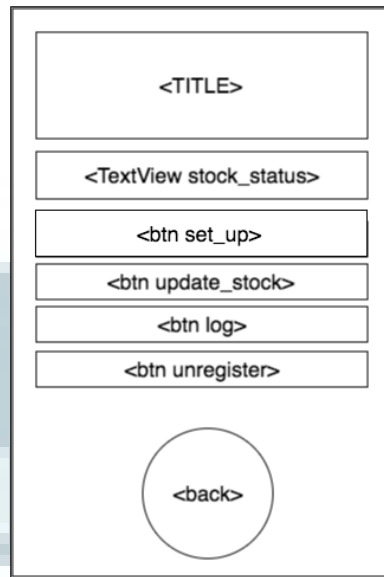 <TITLE>
<TextView stock_status>
<btn set_up>
<btn update_stock>
<btn log>
<btn unregister>
<back>